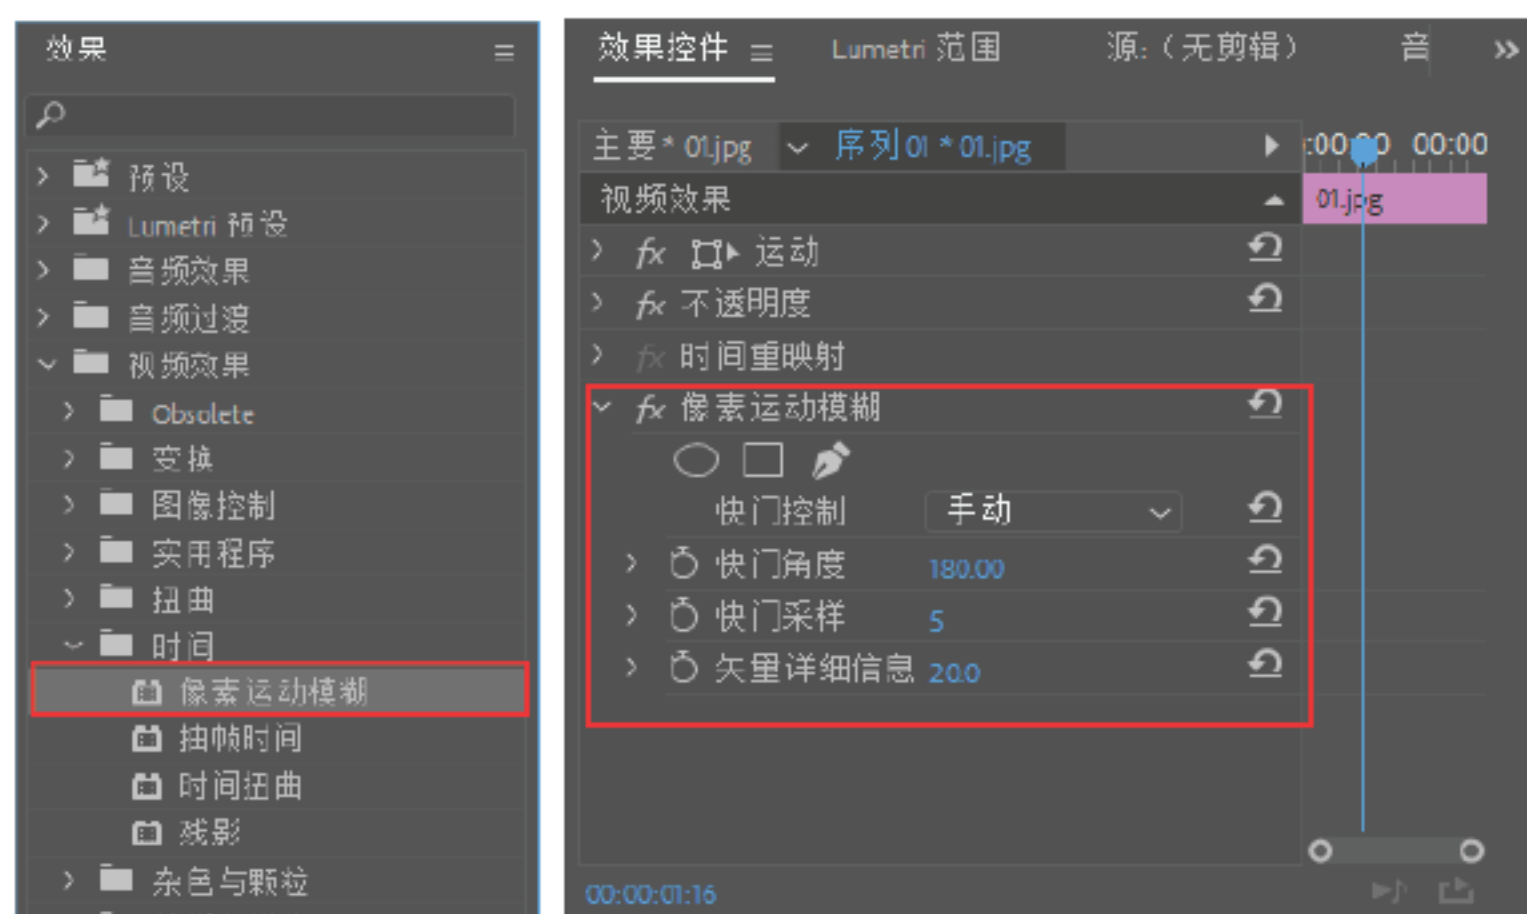 效果
预设
Lumetri 预设
音频效果
音频过渡
视频效果
Obsolete
变换
图像控制
实用程序
扭曲
时间
像素运动模糊
抽帧时间
时间扭曲
残影
杂色与颗粒
效果控件 Lumetri 范围 源:（无剪辑） 音
主要 * 01.jpg 序列 01 * 01.jpg :00:00 00:00
视频效果 01.jpg
fx 运动
fx 不透明度
fx 时间重映射
fx 像素运动模糊
快门控制 手动
快门角度 180.00
快门采样 5
矢量详细信息 20.0
00:00:01:16